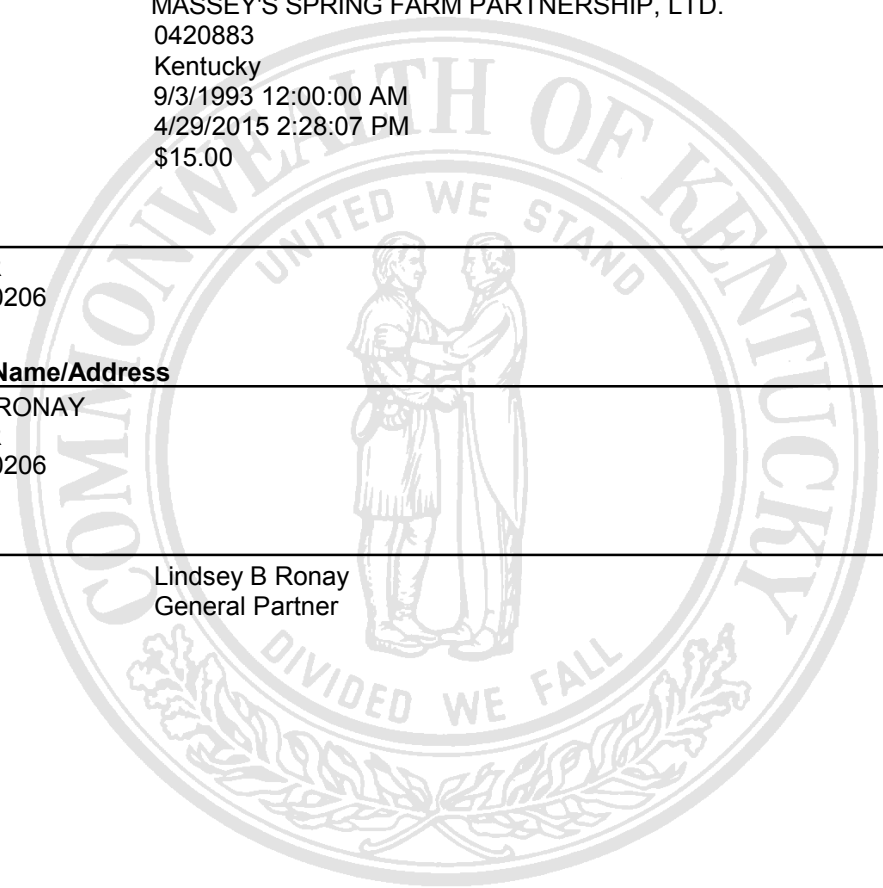 MASSEY'S SPRING FARM PARTNERSHIP, LTD.
0420883
Kentucky
9/3/1993 12:00:00 AM
4/29/2015 2:28:07 PM
$15.00
0206
Name/Address
RONAY
0206
Lindsey B Ronay
General Partner
COMMONWEALTH OF KENTUCKY
UNITED WE STAND
DIVIDED WE FALL